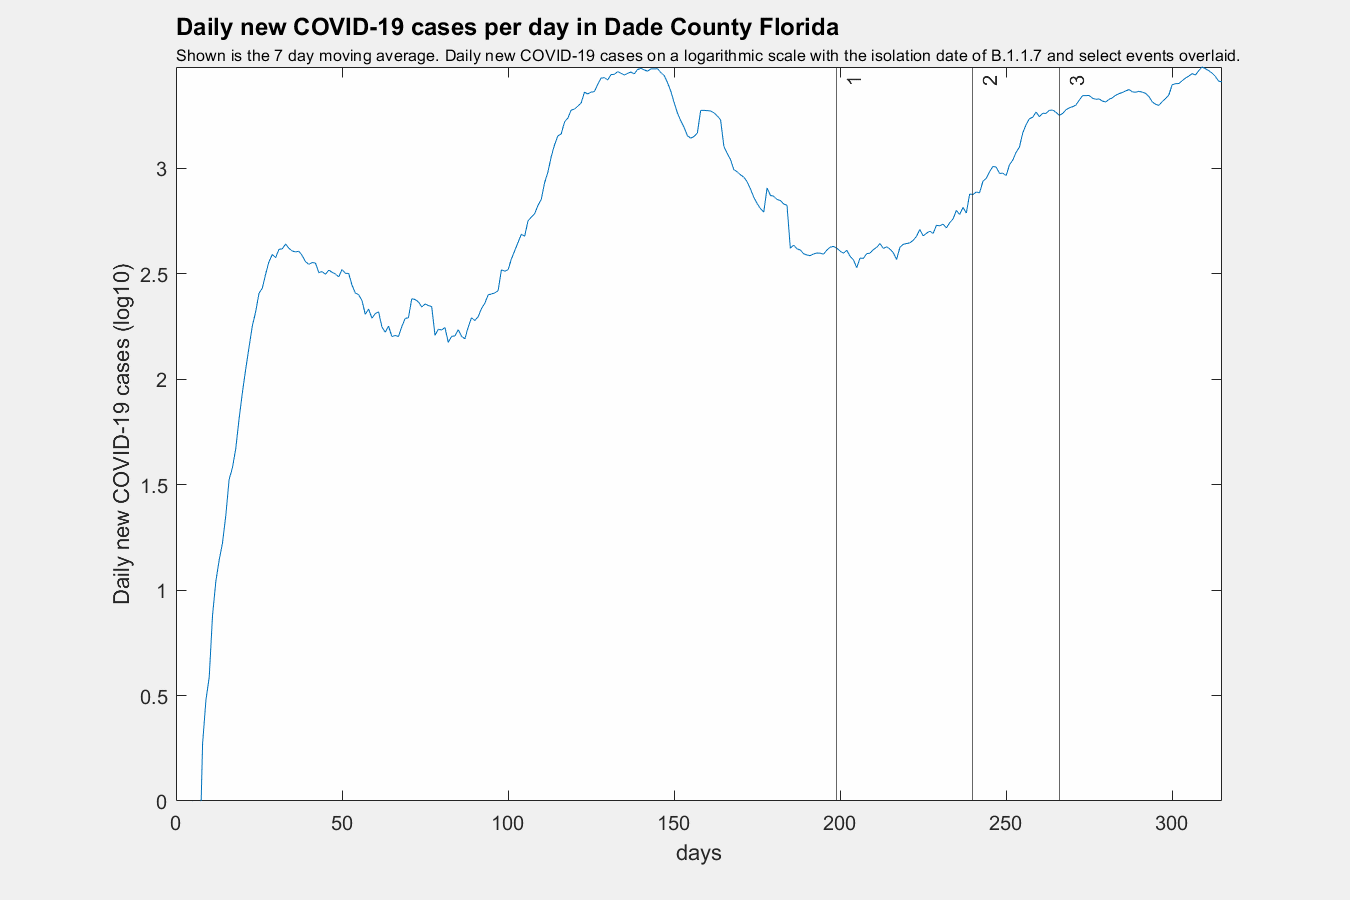 Daily new COVID-19 cases per day in Dade County Florida
Shown is the 7 day moving average. Daily new COVID-19 cases on a logarithmic scale with the isolation date of B.1.1.7 and select events overlaid.
1
2
3
3
2.5
2
1.5
1
0.5
0
Daily new COVID-19 cases (log10)
0 50 100 150 200 250 300
days